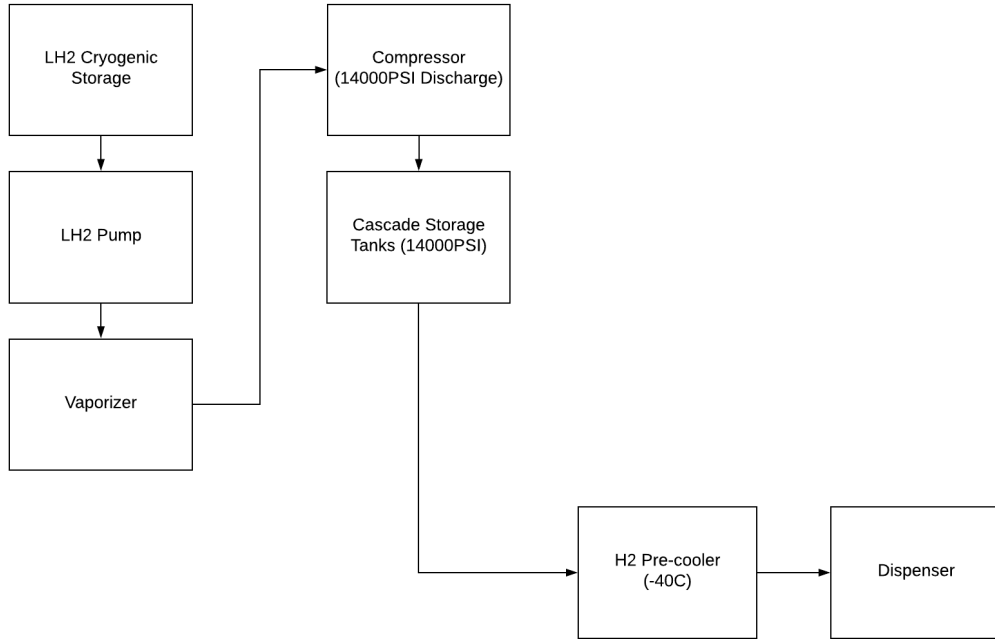 LH2 Cryogenic
Storage
LH2 Pump
Vaporizer
Compressor
(14000PSI Discharge)
Cascade Storage
Tanks (14000PSI)
H2 Pre-cooler
(-40C)
Dispenser